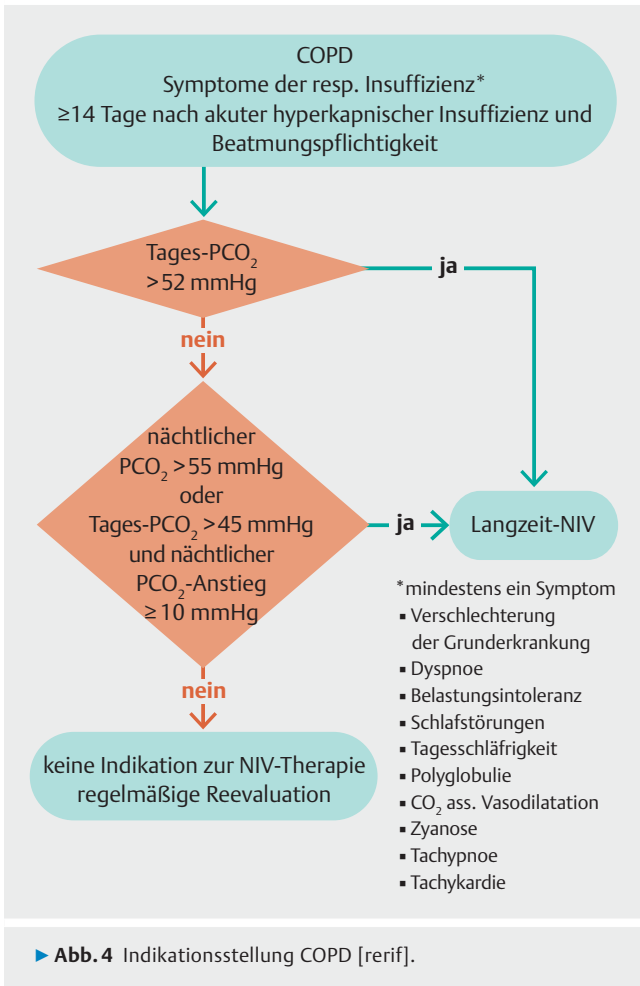 COPD
Symptome der resp. Insuffizienz*
≥14 Tage nach akuter hyperkapnischer Insuffizienz und
Beatmungspflichtigkeit
Tages-PCO₂
>52 mmHg
ja
nein
nächtlicher
PCO₂ >55 mmHg
oder
Tages-PCO₂ >45 mmHg
und nächtlicher
PCO₂-Anstieg
≥10 mmHg
ja
Langzeit-NIV
nein
keine Indikation zur NIV-Therapie
regelmäßige Reevaluation
*mindestens ein Symptom
▪ Verschlechterung
der Grunderkrankung
▪ Dyspnoe
▪ Belastungsintoleranz
▪ Schlafstörungen
▪ Tagesschläfrigkeit
▪ Polyglobulie
▪ CO₂ ass. Vasodilatation
▪ Zyanose
▪ Tachypnoe
▪ Tachykardie
▶ Abb. 4 Indikationsstellung COPD [rerif].